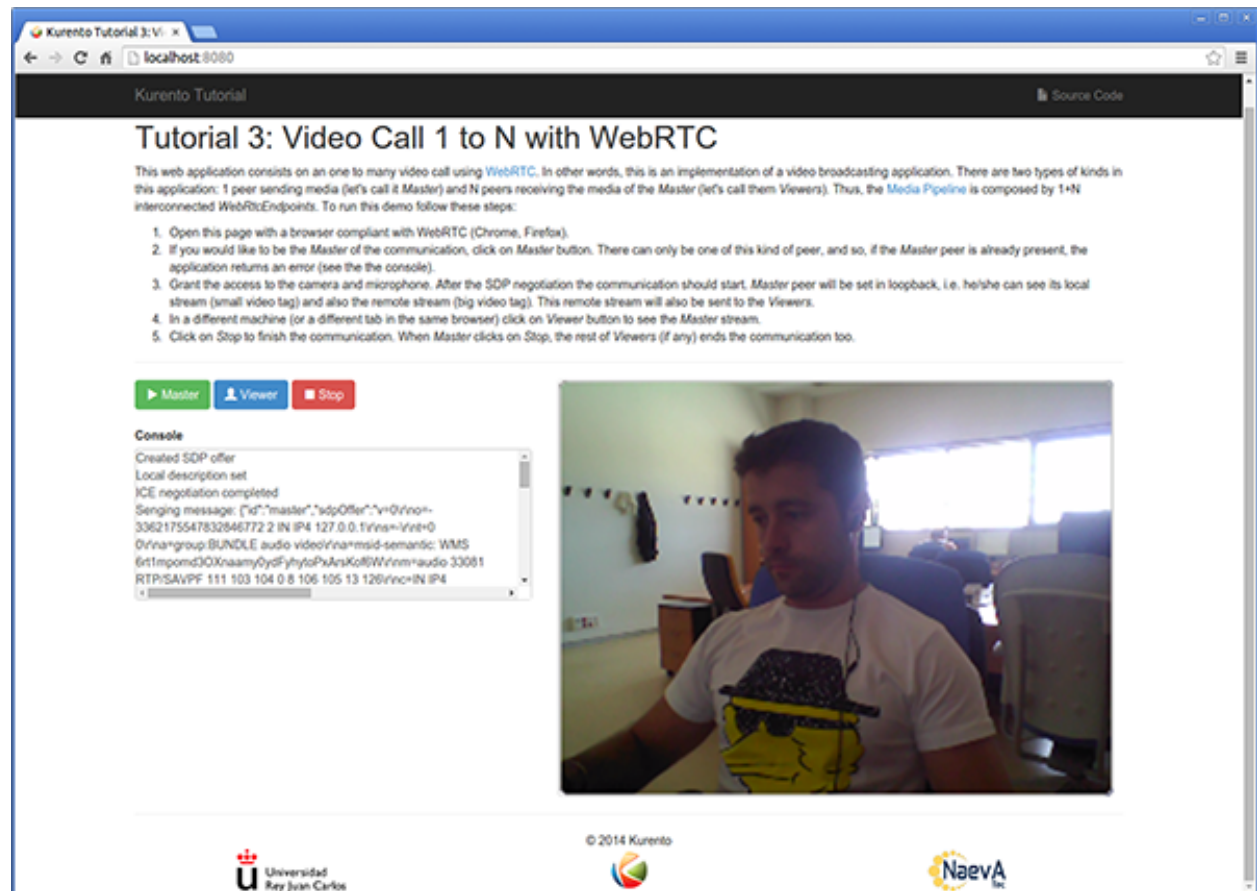 Kurento Tutorial 3: Vi
localhost:8080
Kurento Tutorial
Source Code
Tutorial 3: Video Call 1 to N with WebRTC
This web application consists on an one to many video call using WebRTC. In other words, this is an implementation of a video broadcasting application. There are two types of kinds in
this application: 1 peer sending media (let's call it Master) and N peers receiving the media of the Master (let's call them Viewers). Thus, the Media Pipeline is composed by 1+N
interconnected WebRtcEndpoints. To run this demo follow these steps:
1. Open this page with a browser compliant with WebRTC (Chrome, Firefox).
2. If you would like to be the Master of the communication, click on Master button. There can only be one of this kind of peer, and so, if the Master peer is already present, the
application returns an error (see the the console).
3. Grant the access to the camera and microphone. After the SDP negotiation the communication should start. Master peer will be set in loopback, i.e. he/she can see its local
stream (small video tag) and also the remote stream (big video tag). This remote stream will also be sent to the Viewers.
4. In a different machine (or a different tab in the same browser) click on Viewer button to see the Master stream.
5. Click on Stop to finish the communication. When Master clicks on Stop, the rest of Viewers (if any) ends the communication too.
Master
Viewer
Stop
Console
Created SDP offer
Local description set
ICE negotiation completed
Senging message: {"id":"master","sdpOffer":"v=0\r\no=-
3362175547832846772 2 IN IP4 127.0.0.1\r\ns=-\r\nt=0
0\r\na=group:BUNDLE audio video\r\na=msid-semantic: WMS
6rt1mpomd3OXnaamy0ydFyhytoPxArsKof6W\r\nm=audio 33081
RTP/SAVPF 111 103 104 0 8 106 105 13 126\r\nc=IN IP4
© 2014 Kurento
Universidad
Rey Juan Carlos
NaevA
Tec